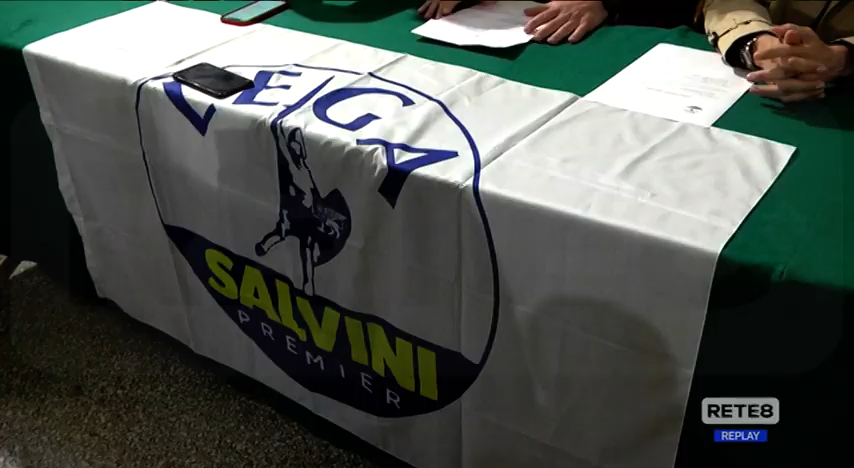 LEGA
SALVINI
PREMIER
RETE8
REPLAY